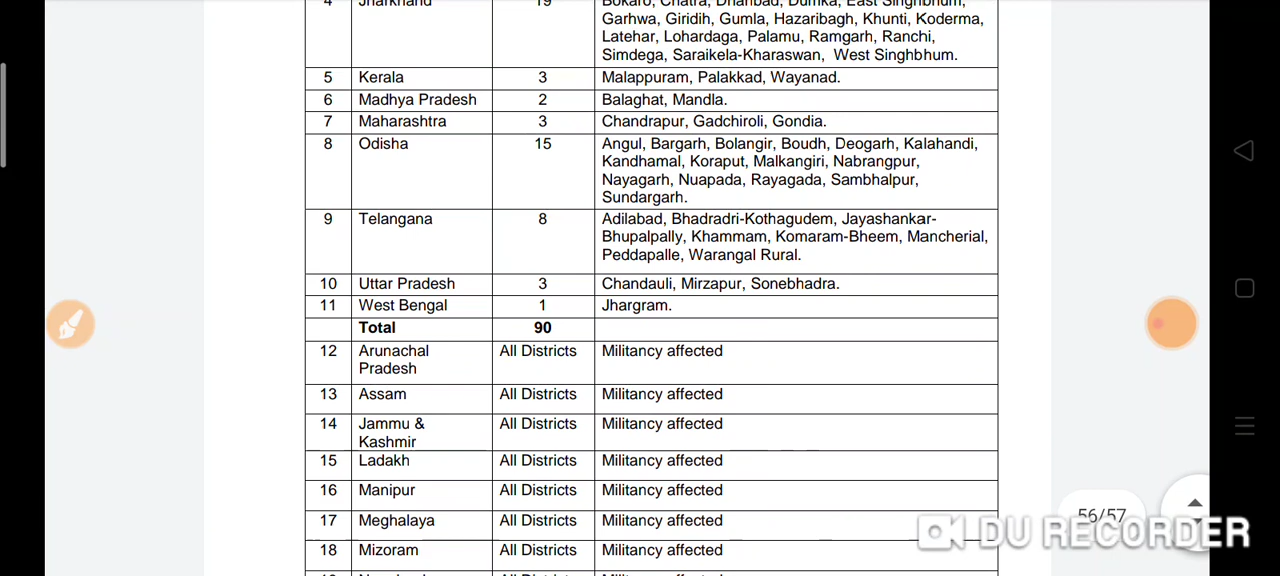 4 Jharkhand 19 Bokaro, Chatra, Dhanbad, Dumka, East Singhbhum,
Garhwa, Giridih, Gumla, Hazaribagh, Khunti, Koderma,
Latehar, Lohardaga, Palamu, Ramgarh, Ranchi,
Simdega, Saraikela-Kharaswan, West Singhbhum.
5 Kerala 3 Malappuram, Palakkad, Wayanad.
6 Madhya Pradesh 2 Balaghat, Mandla.
7 Maharashtra 3 Chandrapur, Gadchiroli, Gondia.
8 Odisha 15 Angul, Bargarh, Bolangir, Boudh, Deogarh, Kalahandi,
Kandhamal, Koraput, Malkangiri, Nabrangpur,
Nayagarh, Nuapada, Rayagada, Sambhalpur,
Sundargarh.
9 Telangana 8 Adilabad, Bhadradri-Kothagudem, Jayashankar-
Bhupalpally, Khammam, Komaram-Bheem, Mancherial,
Peddapalle, Warangal Rural.
10 Uttar Pradesh 3 Chandauli, Mirzapur, Sonebhadra.
11 West Bengal 1 Jhargram.
Total 90
12 Arunachal All Districts Militancy affected
Pradesh
13 Assam All Districts Militancy affected
14 Jammu & All Districts Militancy affected
Kashmir
15 Ladakh All Districts Militancy affected
16 Manipur All Districts Militancy affected
17 Meghalaya All Districts Militancy affected
56/57
18 Mizoram All Districts Militancy affected
DU RECORDER